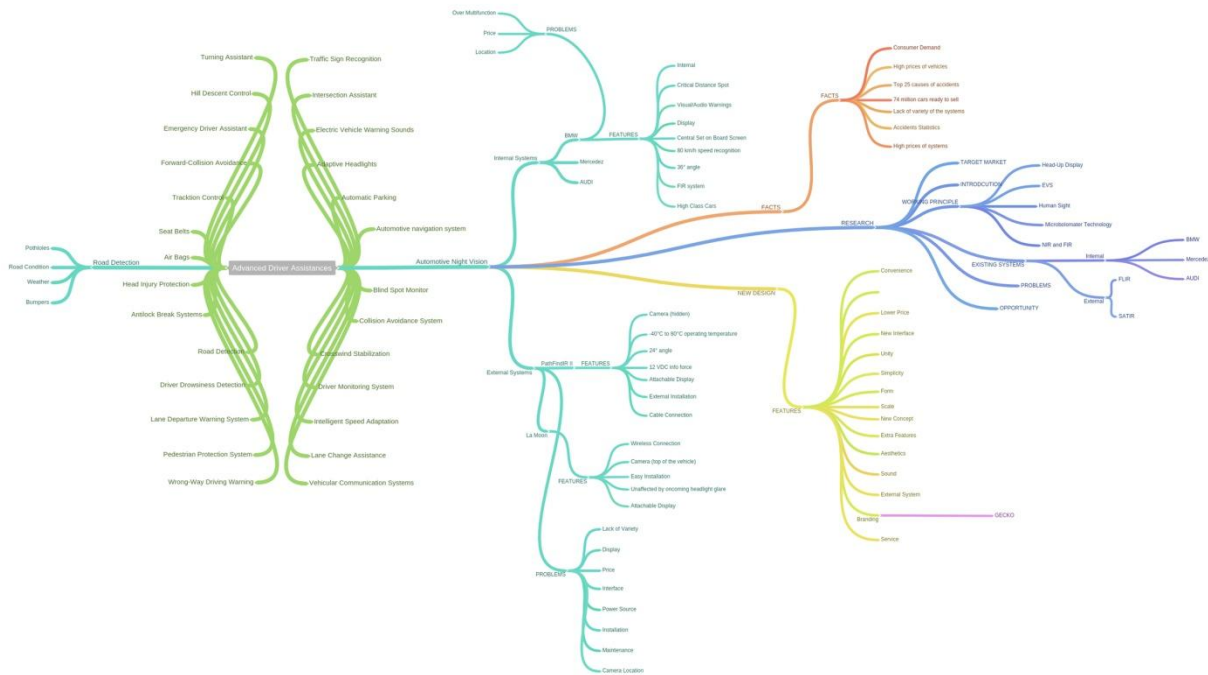 Over Multifunction
Price
Location
PROBLEMS
Turning Assistant
Hill Descent Control
Emergency Driver Assistant
Forward-Collision Avoidance
Tracktion Control
Seat Belts
Air Bags
Head Injury Protection
Antilock Break Systems
Road Detection
Driver Drowsiness Detection
Lane Departure Warning System
Pedestrian Protection System
Wrong-Way Driving Warning
Potholes
Road Condition
Weather
Bumpers
Road Detection
Advanced Driver Assistances
Traffic Sign Recognition
Intersection Assistant
Electric Vehicle Warning Sounds
Adaptive Headlights
Automatic Parking
Automotive navigation system
Automotive Night Vision
Blind Spot Monitor
Collision Avoidance System
Crosswind Stabilization
Driver Monitoring System
Intelligent Speed Adaptation
Lane Change Assistance
Vehicular Communication Systems
Internal Systems
BMW
Mercedez
AUDI
FEATURES
Internal
Critical Distance Spot
Visual/Audio Warnings
Display
Central Set on Board Screen
80 km/h speed recognition
36° angle
FIR system
High Class Cars
External Systems
PathFindIR II
FEATURES
Camera (hidden)
-40°C to 80°C operating temperature
24° angle
12 VDC info force
Attachable Display
External Installation
Cable Connection
La Moon
FEATURES
Wireless Connection
Camera (top of the vehicle)
Easy Installation
Unaffected by oncoming headlight glare
Attachable Display
PROBLEMS
Lack of Variety
Display
Price
Interface
Power Source
Installation
Maintenance
Camera Location
FACTS
FACTS
Consumer Demand
High prices of vehicles
Top 25 causes of accidents
74 million cars ready to sell
Lack of variety of the systems
Accidents Statistics
High prices of systems
RESEARCH
TARGET MARKET
INTRODICUTION
WORKING PRINCIPLE
Head-Up Display
EVS
Human Sight
Microbolometer Technology
NIR and FIR
EXISTING SYSTEMS
Internal
BMW
Mercede
AUDI
External
FLIR
SATIR
PROBLEMS
OPPORTUNITY
NEW DESIGN
FEATURES
Convenience
Lower Price
New Interface
Unity
Simplicity
Form
Scale
New Concept
Extra Features
Aesthetics
Sound
External System
Branding
GECKO
Service